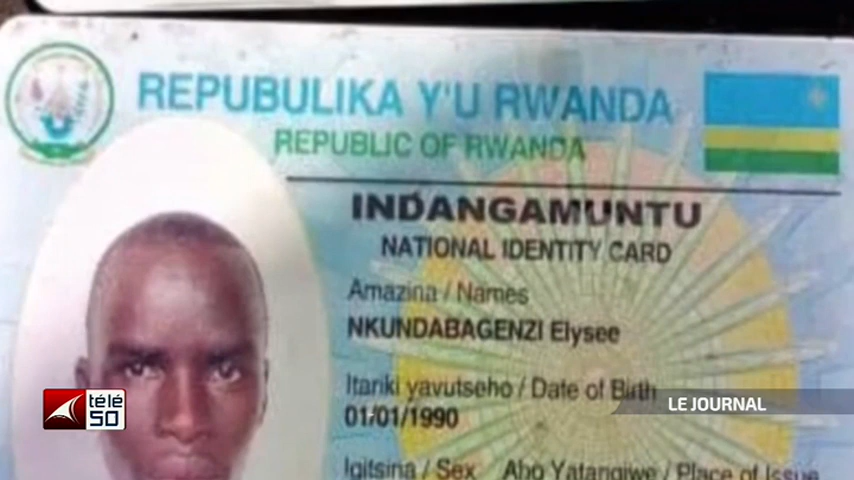 REPUBULIKA Y'U RWANDA
REPUBLIC OF RWANDA
INDANGAMUNTU
NATIONAL IDENTITY CARD
Amazina / Names
NKUNDABAGENZI Elysee
Itariki yavutseho / Date of Birth
01/01/1990
Igitsina / Sex Aho Yatangiwe / Place of Issue
télé
50
LE JOURNAL